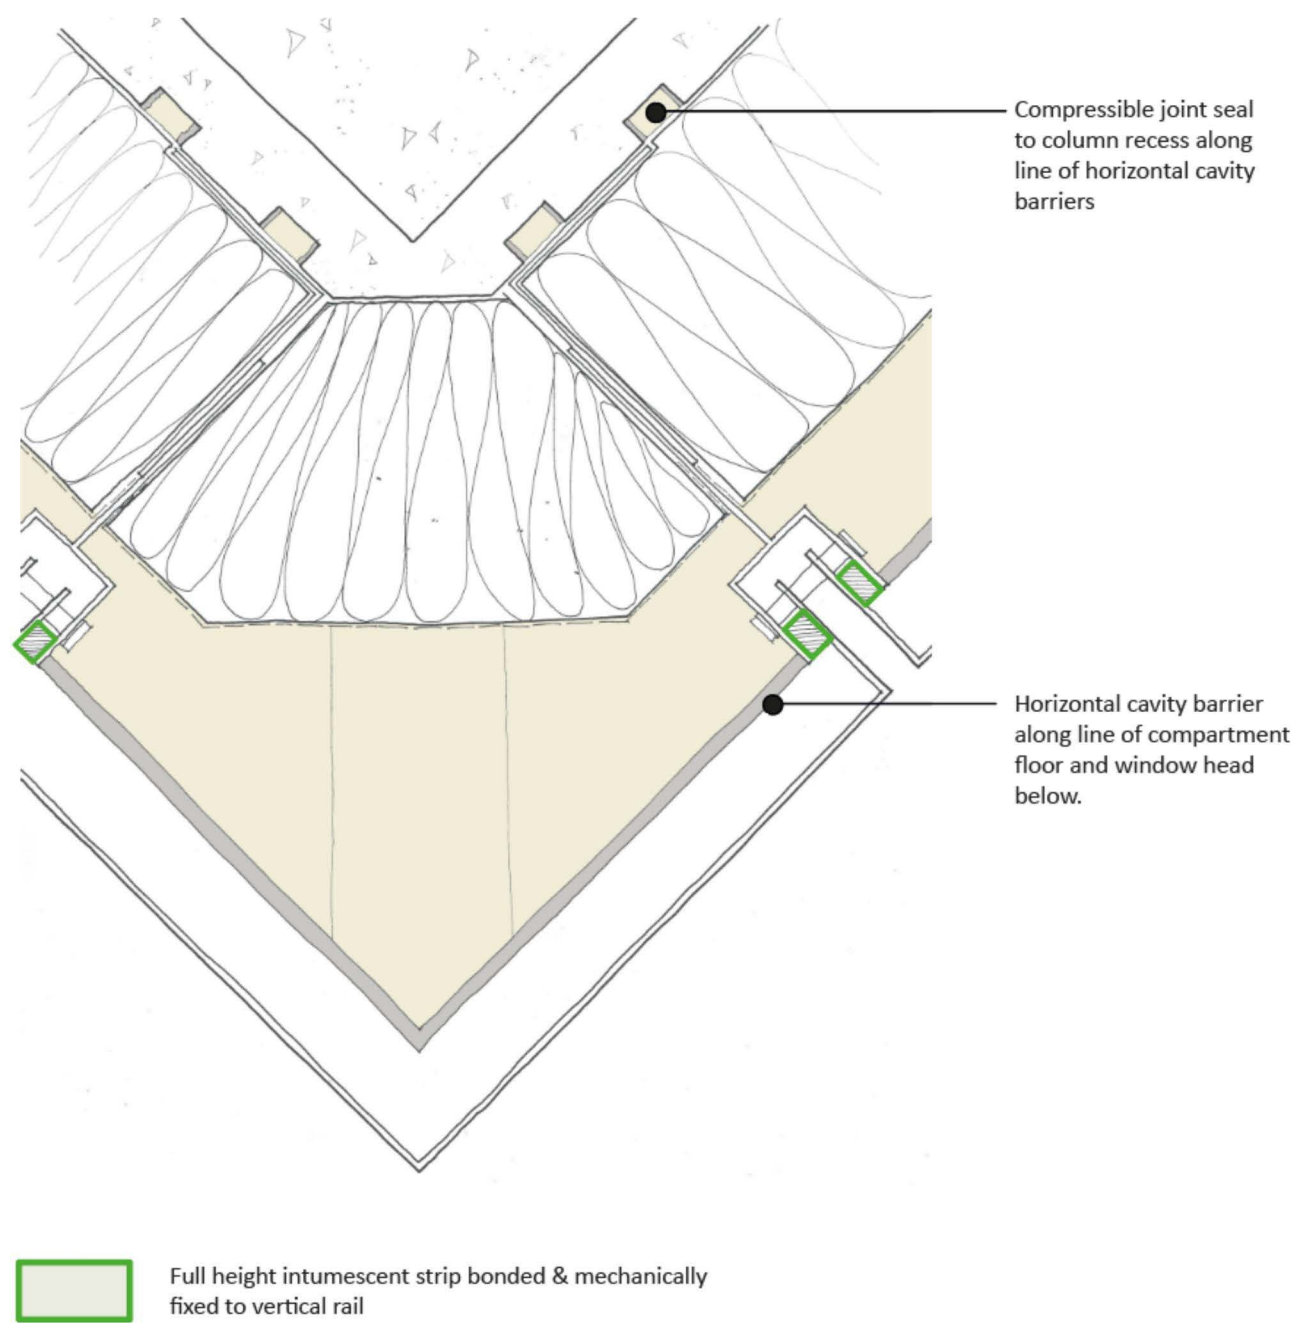 Compressible joint seal
to column recess along
line of horizontal cavity
barriers
Horizontal cavity barrier
along line of compartment
floor and window head
below.
Full height intumescent strip bonded & mechanically
fixed to vertical rail